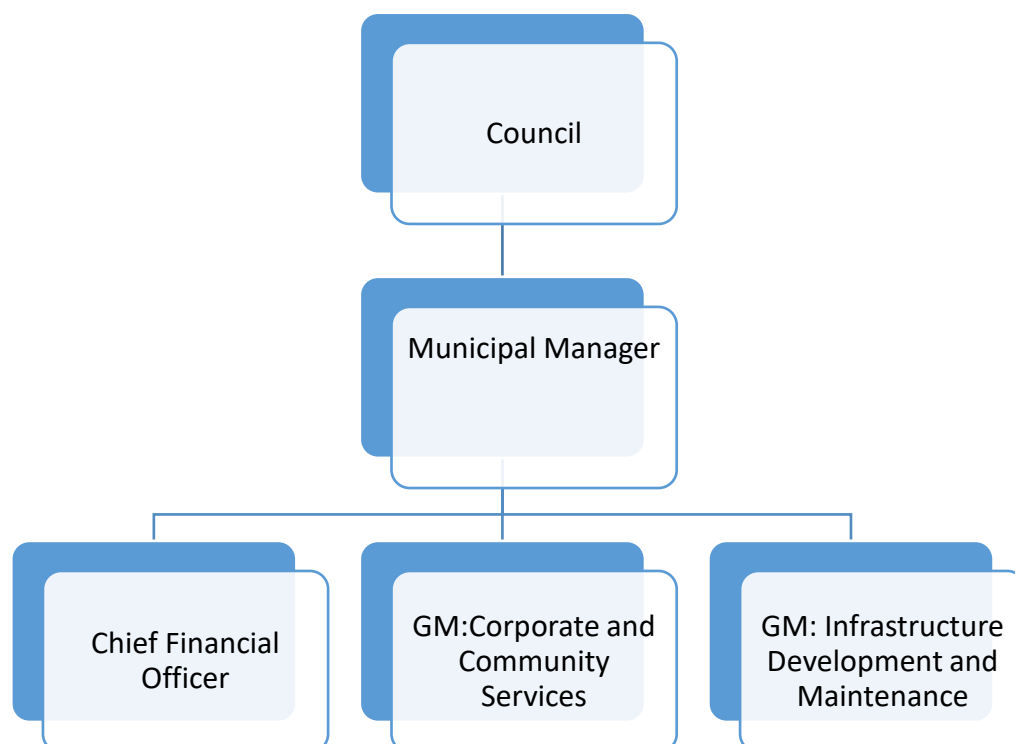 Council
Municipal Manager
Chief Financial
Officer
GM:Corporate and
Community
Services
GM: Infrastructure
Development and
Maintenance